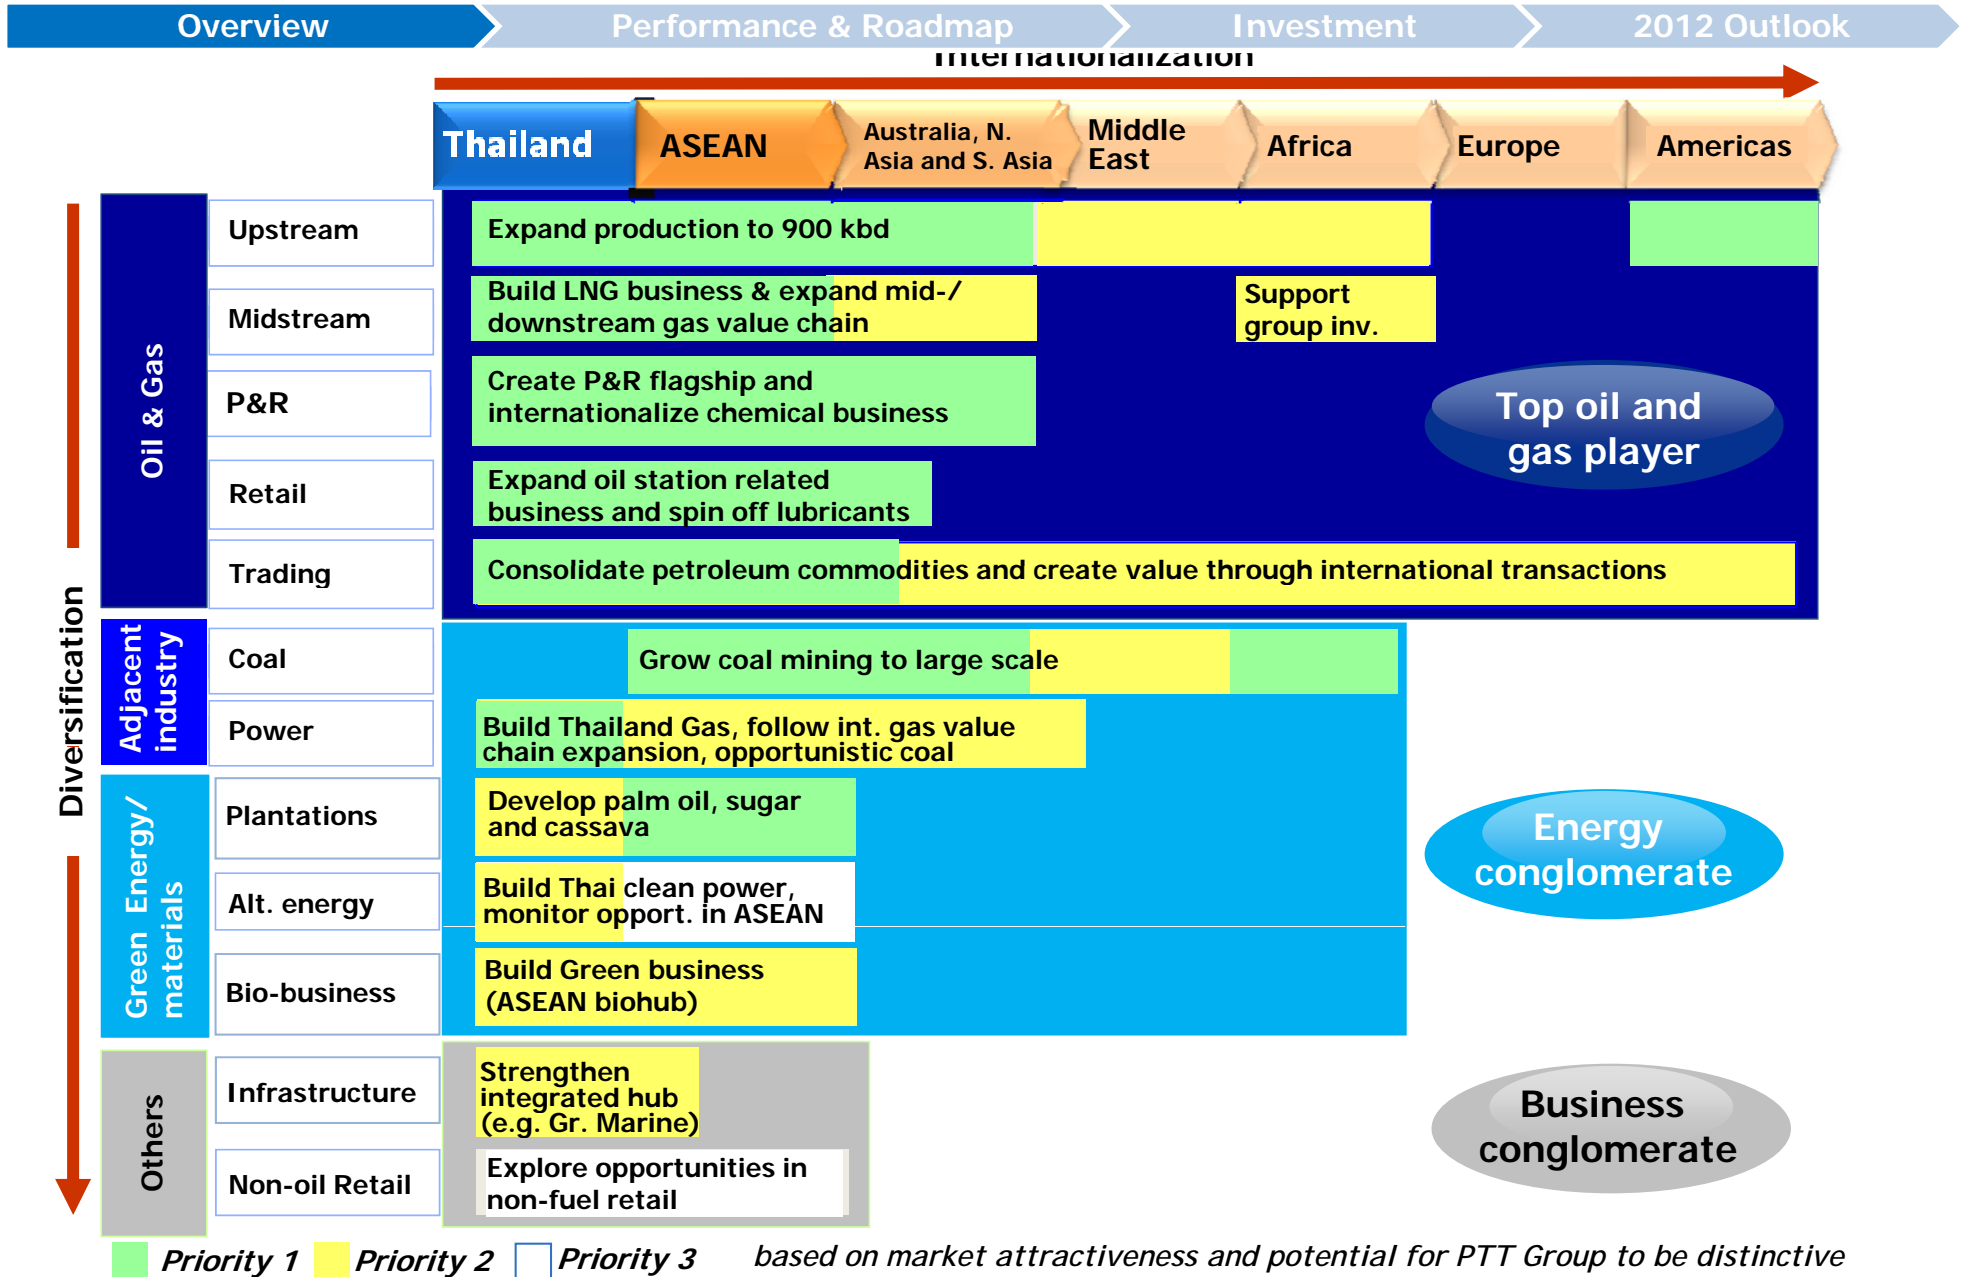 Overview
Performance & Roadmap
Investment
2012 Outlook
Internationalization
Thailand
ASEAN
Australia, N.
Asia and S. Asia
Middle
East
Africa
Europe
Americas
Diversification
Oil & Gas
Upstream
Expand production to 900 kbd
Midstream
Build LNG business & expand mid-/
downstream gas value chain
Support
group inv.
P&R
Create P&R flagship and
internationalize chemical business
Top oil and
gas player
Retail
Expand oil station related
business and spin off lubricants
Trading
Consolidate petroleum commodities and create value through international transactions
Adjacent
industry
Coal
Grow coal mining to large scale
Power
Build Thailand Gas, follow int. gas value
chain expansion, opportunistic coal
Green Energy/
materials
Plantations
Develop palm oil, sugar
and cassava
Alt. energy
Build Thai clean power,
monitor opport. in ASEAN
Energy
conglomerate
Bio-business
Build Green business
(ASEAN biohub)
Others
Infrastructure
Strengthen
integrated hub
(e.g. Gr. Marine)
Non-oil Retail
Explore opportunities in
non-fuel retail
Business
conglomerate
Priority 1
Priority 2
Priority 3
based on market attractiveness and potential for PTT Group to be distinctive